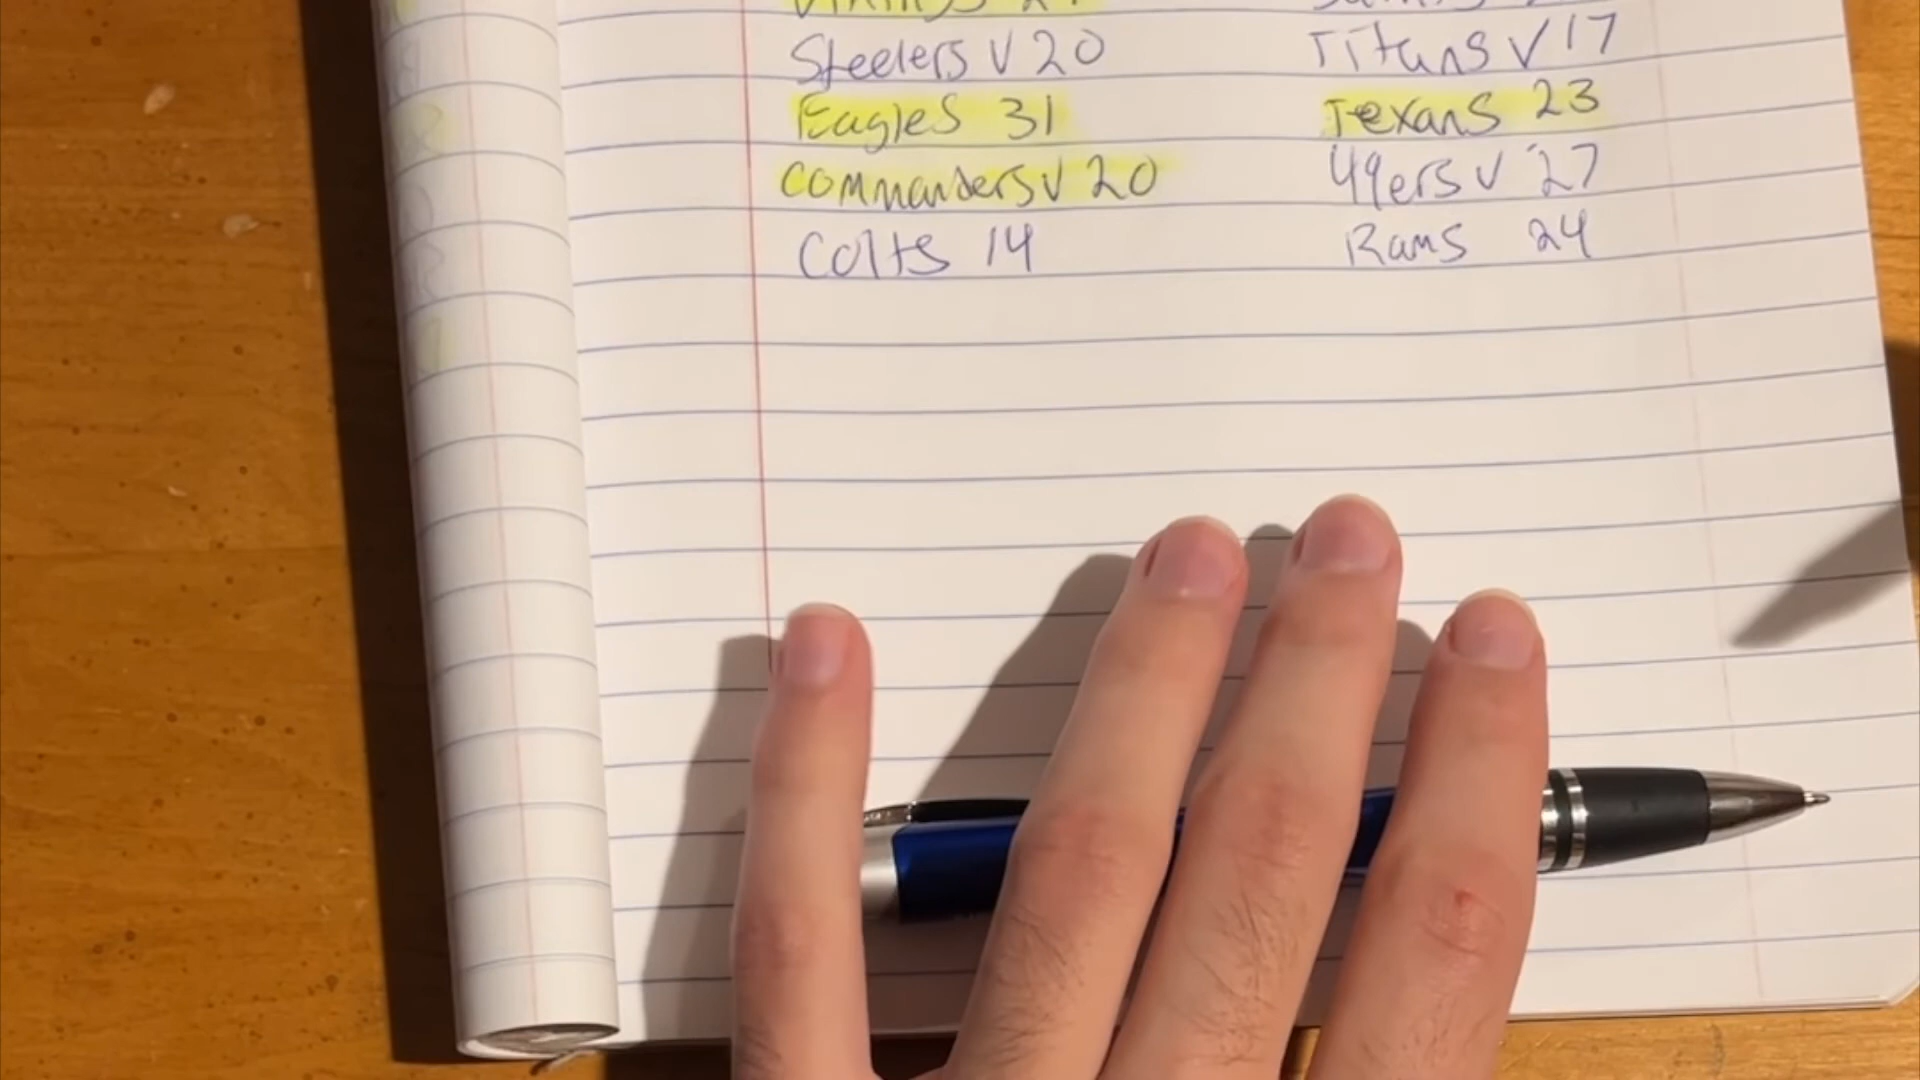 Steelers V 20 Titans V 17
Eagles 31 Texans 23
Commanders V 20 49ers V 27
Colts 14 Rams 24